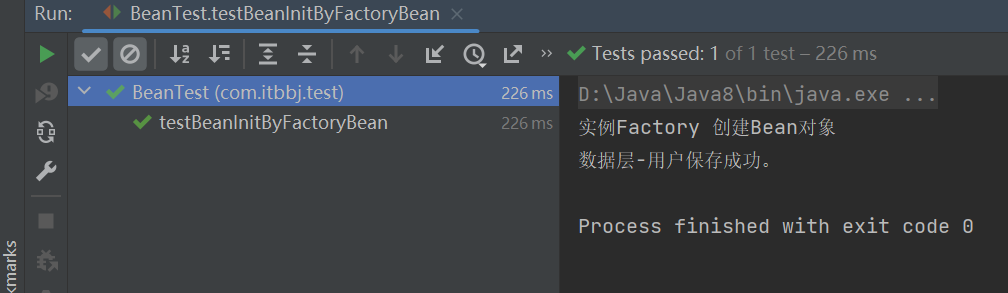 Run: BeanTest.testBeanInitByFactoryBean ×
Tests passed: 1 of 1 test – 226 ms
BeanTest (com.itbbj.test) 226 ms
testBeanInitByFactoryBean 226 ms
D:\Java\Java8\bin\java.exe ...
实例Factory 创建Bean对象
数据层-用户保存成功。
Process finished with exit code 0
kmarks